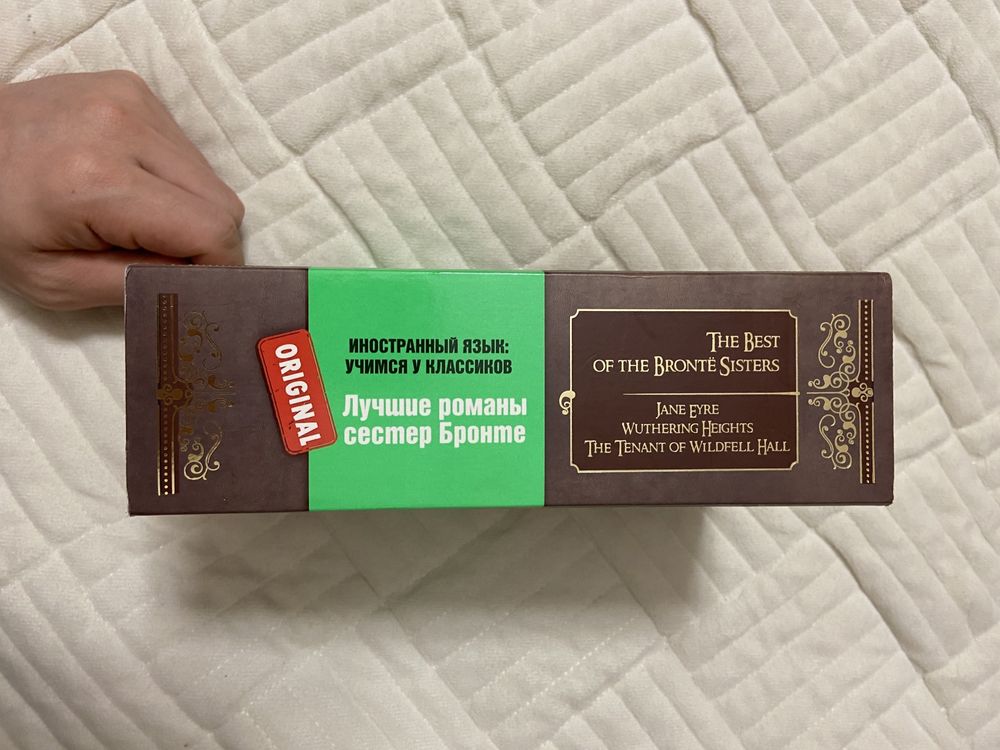 ORIGINAL
ИНОСТРАННЫЙ ЯЗЫК:
УЧИМСЯ У КЛАССИКОВ
Лучшие романы
сестер Бронте
THE BEST
OF THE BRONTË SISTERS
JANE EYRE
WUTHERING HEIGHTS
THE TENANT OF WILDFELL HALL